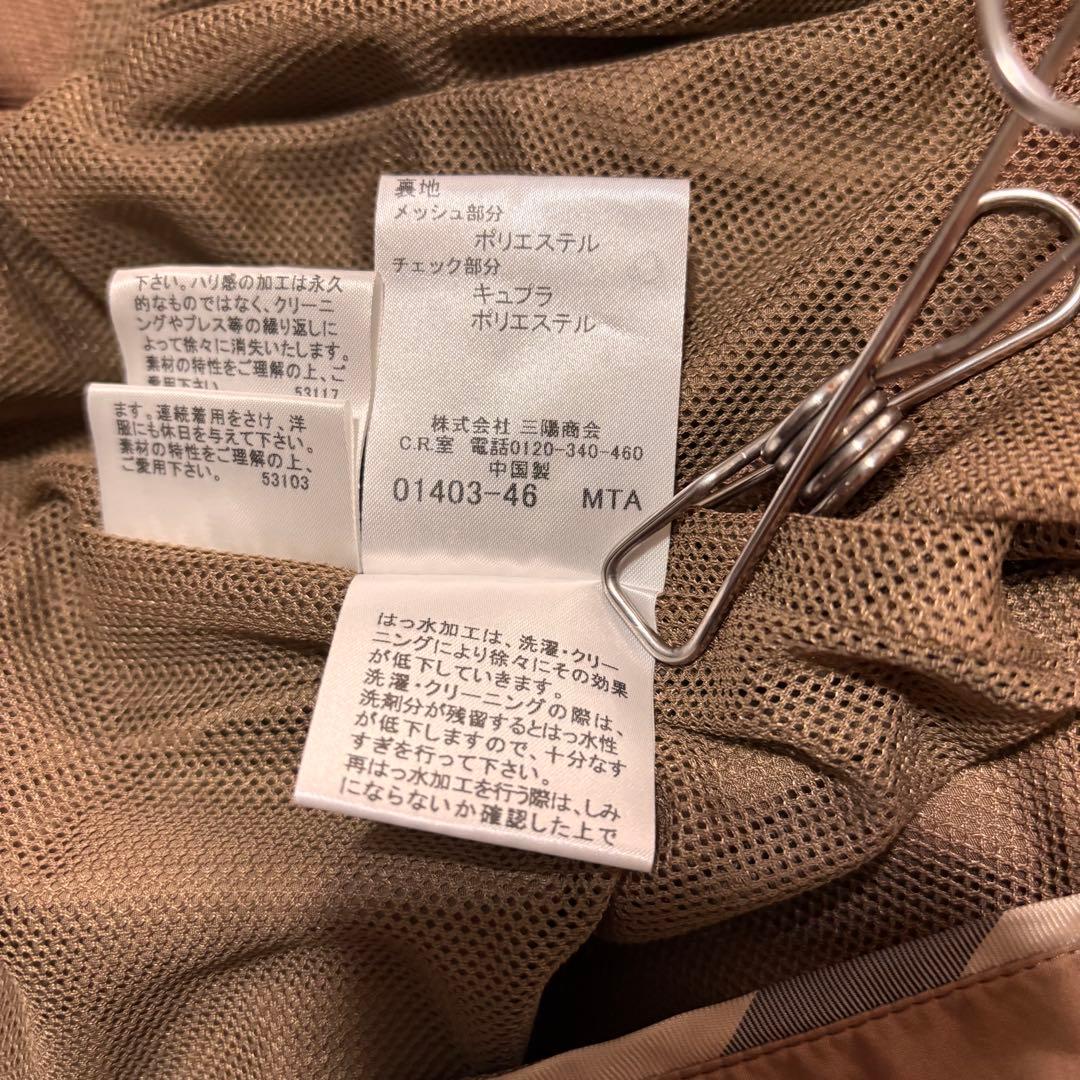 裏地
メッシュ部分
ポリエステル
チェック部分
キュプラ
ポリエステル
株式会社 三陽商会
C.R.室 電話0120-340-460
中国製
01403-46 MTA
下さい。ハリ感の加工は永久
的なものではなく、クリーニ
ングやプレス等の繰り返しに
よって徐々に消失いたします。
素材の特性をご理解の上、ご
愛用下さい。 53117
ます。連続着用をさけ、洋
服にも休日を与えて下さい。
素材の特性をご理解の上、
ご愛用下さい。 53103
はっ水加工は、洗濯・クリー
ニングにより徐々にその効果
が低下していきます。
洗濯・クリーニングの際は、
洗剤分が残留するとはっ水性
が低下しますので、十分なす
すぎを行って下さい。
再はっ水加工を行う際は、しみ
にならないか確認した上で